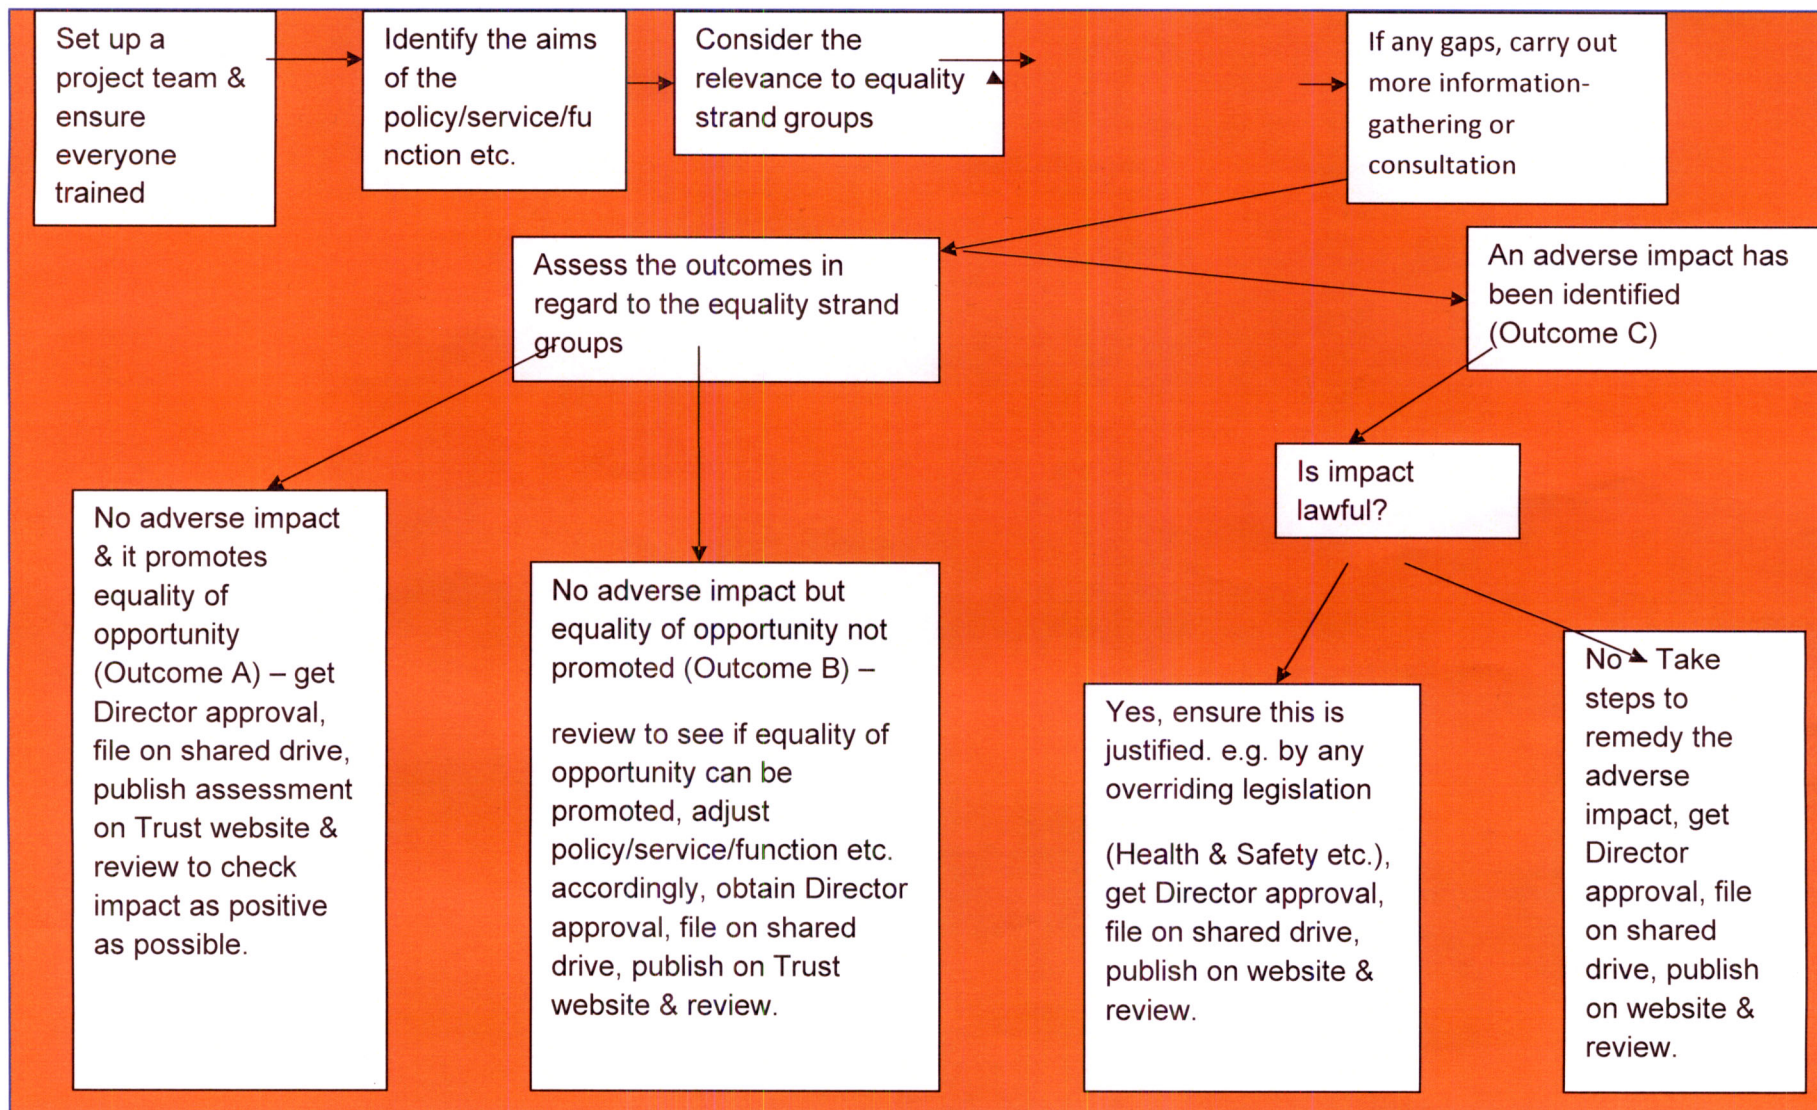 Set up a
project team &
ensure
everyone
trained
Identify the aims
of the
policy/service/fu
nction etc.
Consider the
relevance to equality
strand groups
If any gaps, carry out
more information-
gathering or
consultation
Assess the outcomes in
regard to the equality strand
groups
An adverse impact has
been identified
(Outcome C)
Is impact
lawful?
No adverse impact
& it promotes
equality of
opportunity
(Outcome A) – get
Director approval,
file on shared drive,
publish assessment
on Trust website &
review to check
impact as positive
as possible.
No adverse impact but
equality of opportunity not
promoted (Outcome B) –
review to see if equality of
opportunity can be
promoted, adjust
policy/service/function etc.
accordingly, obtain Director
approval, file on shared
drive, publish on Trust
website & review.
Yes, ensure this is
justified. e.g. by any
overriding legislation
(Health & Safety etc.),
get Director approval,
file on shared drive,
publish on website &
review.
No Take
steps to
remedy the
adverse
impact, get
Director
approval, file
on shared
drive, publish
on website &
review.